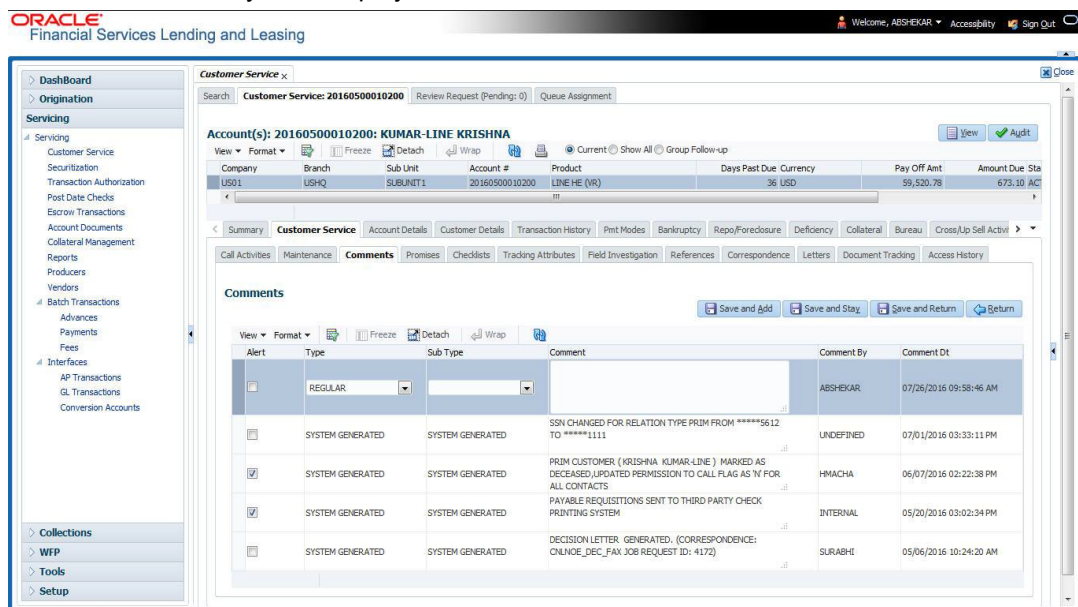 ORACLE
Financial Services Lending and Leasing
Welcome, ABSHEKAR Accessibility Sign Out
Close
DashBoard
Origination
Servicing
Servicing
Customer Service
Securitization
Transaction Authorization
Post Date Checks
Escrow Transactions
Account Documents
Collateral Management
Reports
Producers
Vendors
Batch Transactions
Advances
Payments
Fees
Interfaces
AP Transactions
GL Transactions
Conversion Accounts
Collections
WFP
Tools
Setup
Customer Service x
Search Customer Service: 20160500010200 Review Request (Pending: 0) Queue Assignment
Account(s): 20160500010200: KUMAR-LINE KRISHNA
View Audit
View Format Freeze Detach Wrap Current Show All Group Follow-up
Company Branch Sub Unit Account # Product Days Past Due Currency Pay Off Amt Amount Due Sta
US01 USHQ SUBUNIT1 20160500010200 LINE HE (VR) 36 USD 59,520.78 673.10 AC
Summary Customer Service Account Details Customer Details Transaction History Pmt Modes Bankruptcy Repo/Foreclosure Deficiency Collateral Bureau Cross/Up Sell Activi
Call Activities Maintenance Comments Promises Checklists Tracking Attributes Field Investigation References Correspondence Letters Document Tracking Access History
Comments
Save and Add Save and Stay Save and Return Return
View Format Freeze Detach Wrap
Alert Type Sub Type Comment Comment By Comment Dt
REGULAR ABSHEKAR 07/26/2016 09:58:46 AM
SSN CHANGED FOR RELATION TYPE PRIM FROM *****5612
TO *****1111
SYSTEM GENERATED SYSTEM GENERATED UNDEFINED 07/01/2016 03:33:11 PM
PRIM CUSTOMER ( KRISHNA KUMAR-LINE ) MARKED AS
DECEASED,UPDATED PERMISSION TO CALL FLAG AS 'N' FOR
ALL CONTACTS
SYSTEM GENERATED SYSTEM GENERATED HMACHA 06/07/2016 02:22:38 PM
PAYABLE REQUISITIONS SENT TO THIRD PARTY CHECK
PRINTING SYSTEM
SYSTEM GENERATED SYSTEM GENERATED INTERNAL 05/20/2016 03:02:34 PM
DECISION LETTER GENERATED. (CORRESPONDENCE:
CNLNOE_DEC_FAX JOB REQUEST ID: 4172)
SYSTEM GENERATED SYSTEM GENERATED SURABHI 05/06/2016 10:24:20 AM